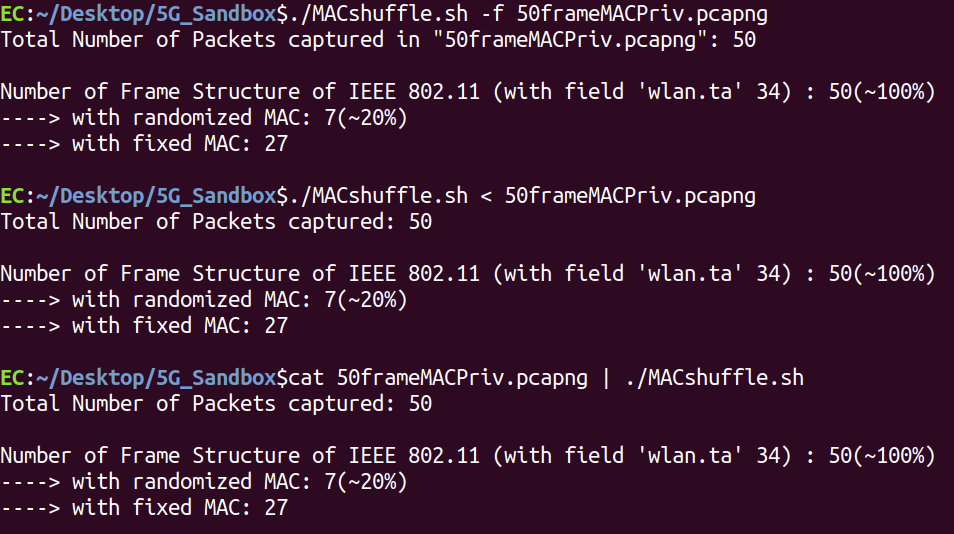 EC:~/Desktop/5G_Sandbox$./MACshuffle.sh -f 50frameMACPriv.pcapng
Total Number of Packets captured in "50frameMACPriv.pcapng": 50
Number of Frame Structure of IEEE 802.11 (with field 'wlan.ta' 34) : 50(~100%)
----> with randomized MAC: 7(~20%)
----> with fixed MAC: 27
EC:~/Desktop/5G_Sandbox$./MACshuffle.sh < 50frameMACPriv.pcapng
Total Number of Packets captured: 50
Number of Frame Structure of IEEE 802.11 (with field 'wlan.ta' 34) : 50(~100%)
----> with randomized MAC: 7(~20%)
----> with fixed MAC: 27
EC:~/Desktop/5G_Sandbox$cat 50frameMACPriv.pcapng | ./MACshuffle.sh
Total Number of Packets captured: 50
Number of Frame Structure of IEEE 802.11 (with field 'wlan.ta' 34) : 50(~100%)
----> with randomized MAC: 7(~20%)
----> with fixed MAC: 27